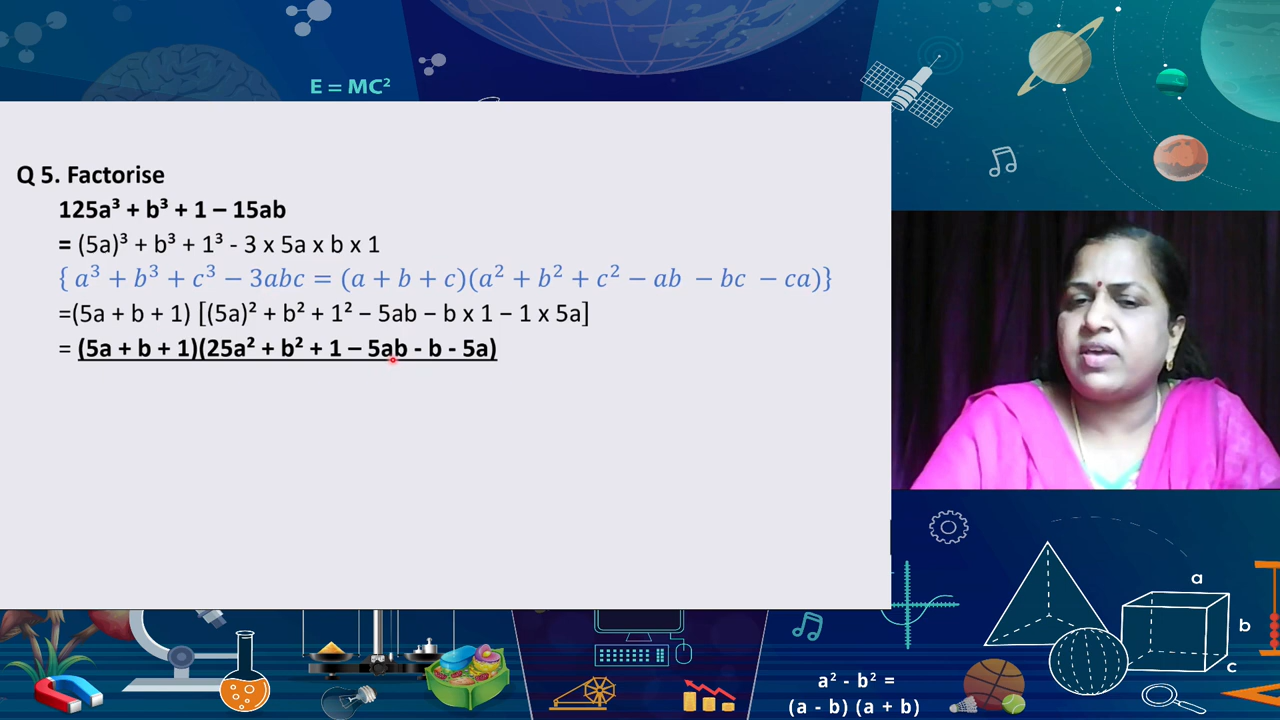 E = MC²
Q 5. Factorise
125a³ + b³ + 1 – 15ab
= (5a)³ + b³ + 1³ - 3 x 5a x b x 1
{ a³ + b³ + c³ − 3abc = (a + b + c)(a² + b² + c² − ab − bc − ca)}
=(5a + b + 1) [(5a)² + b² + 1² − 5ab − b x 1 − 1 x 5a]
= (5a + b + 1)(25a² + b² + 1 – 5ab - b - 5a)
a
b
c
a² - b² =
(a - b) (a + b)